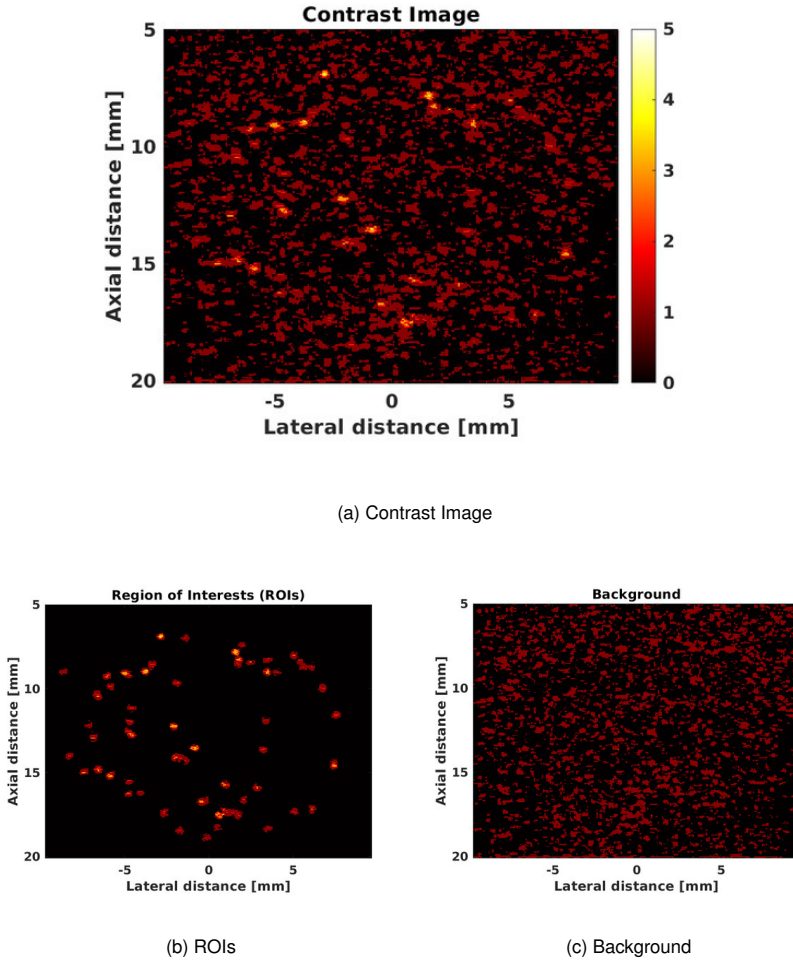 Contrast Image
5
10
15
20
-5
0
5
Axial distance [mm]
Lateral distance [mm]
5
4
3
2
1
0
(a) Contrast Image
Region of Interests (ROIs)
5
10
15
20
-5
0
5
Axial distance [mm]
Lateral distance [mm]
(b) ROIs
Background
5
10
15
20
-5
0
5
Axial distance [mm]
Lateral distance [mm]
(c) Background